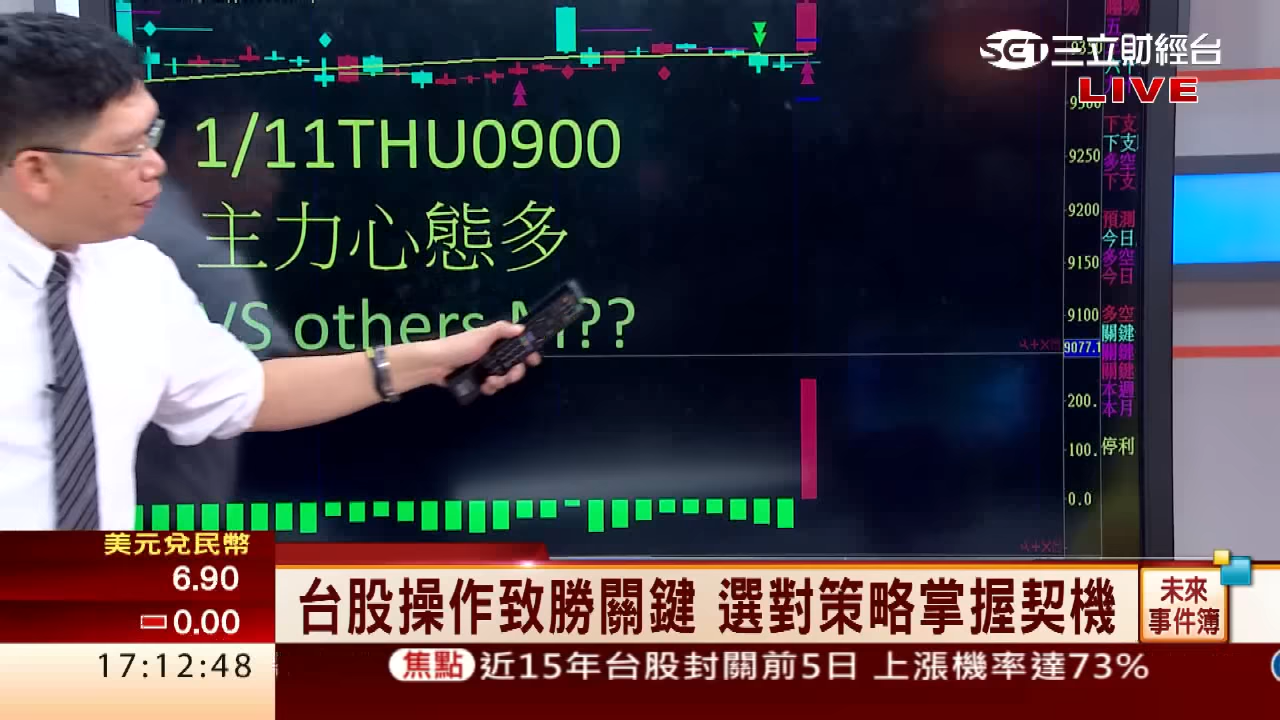 SET三立財經台
LIVE
1/11THU0900
主力心態多
VS others
??
趨勢
五
9250
9200
9150
9100
9077.1
200.
100.
0.0
下支
下支
多空
下支
預測
今日
多空
今日
多空
關鍵
關鍵
關鍵
本週
本月
停利
美元兌民幣
6.90
0.00
17:12:48
台股操作致勝關鍵 選對策略掌握契機
未來
事件簿
焦點 近15年台股封關前5日 上漲機率達73%